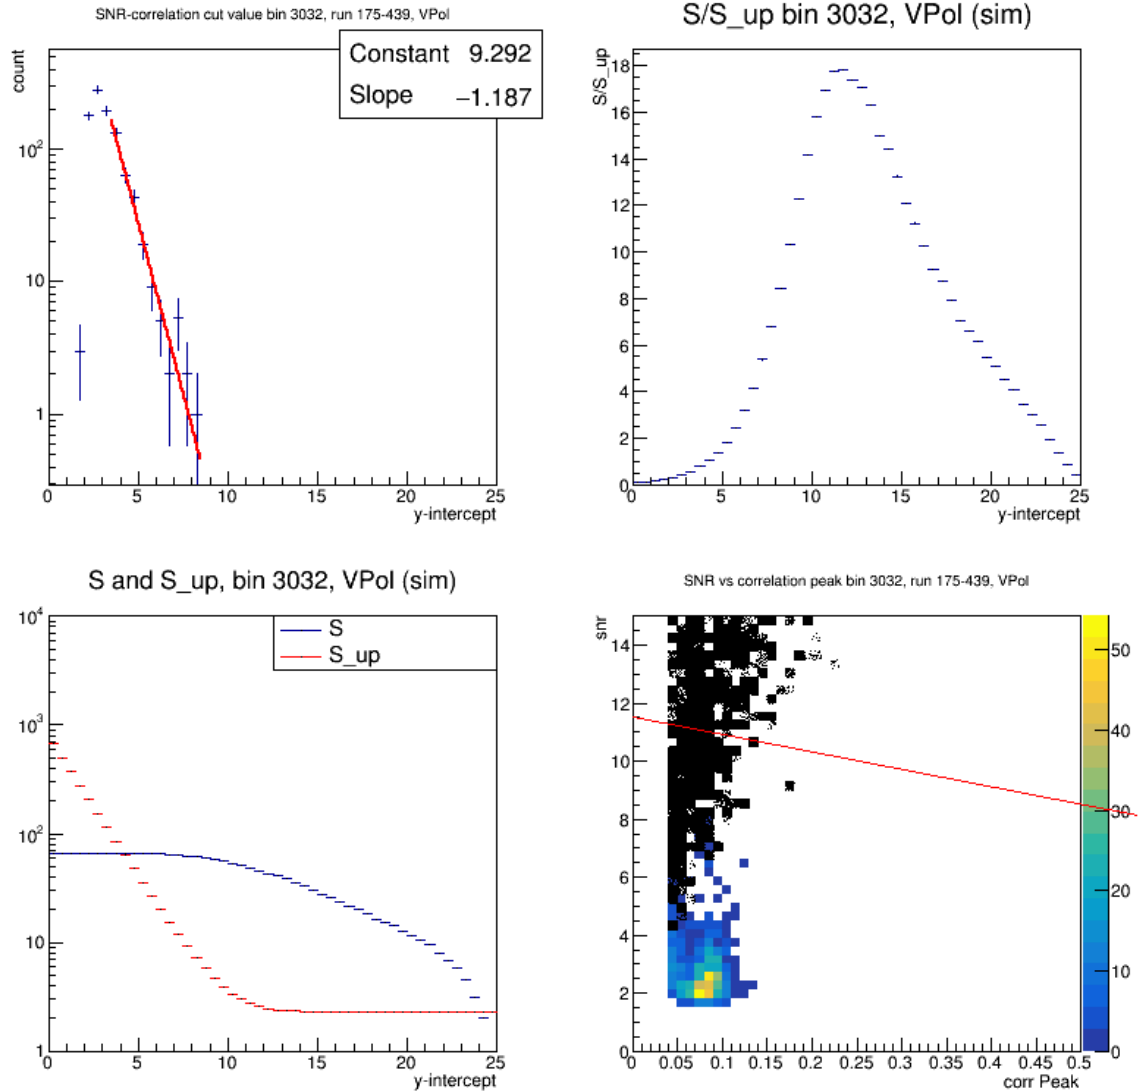 SNR-correlation cut value bin 3032, run 175-439, VPol
count
Constant 9.292
Slope −1.187
10²
10
1
0 5 10 15 20 25
y-intercept
S/S_up bin 3032, VPol (sim)
S/S_up
18
16
14
12
10
8
6
4
2
0
0 5 10 15 20 25
y-intercept
S and S_up, bin 3032, VPol (sim)
S
S_up
10⁴
10³
10²
10
1
0 5 10 15 20 25
y-intercept
SNR vs correlation peak bin 3032, run 175-439, VPol
snr
14
12
10
8
6
4
2
0
0 0.05 0.1 0.15 0.2 0.25 0.3 0.35 0.4 0.45 0.5
corr Peak
50
40
30
20
10
0